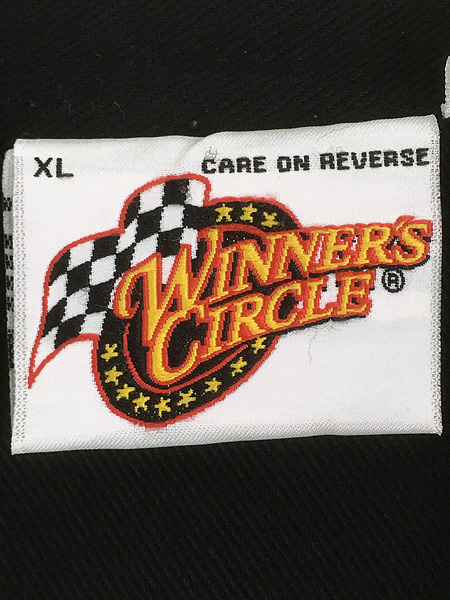 XL
CARE ON REVERSE
WINNER'S
CIRCLE ®